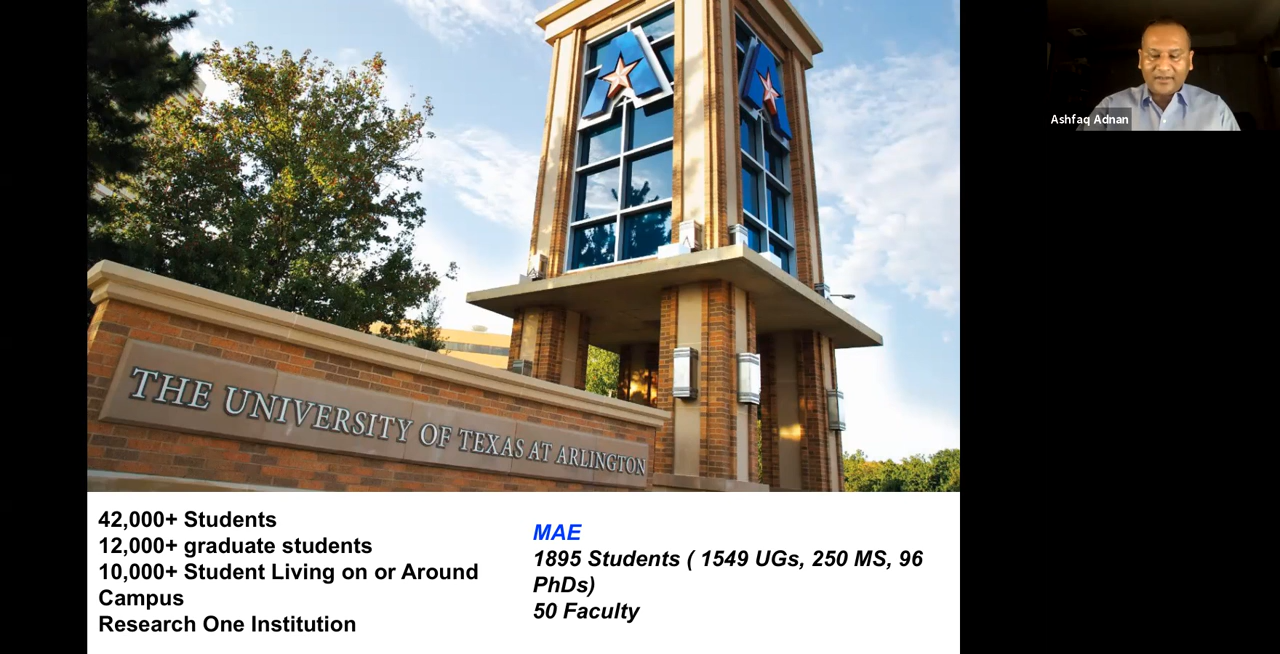 THE UNIVERSITY OF TEXAS AT ARLINGTON
42,000+ Students
12,000+ graduate students
10,000+ Student Living on or Around
Campus
Research One Institution
MAE
1895 Students ( 1549 UGs, 250 MS, 96
PhDs)
50 Faculty
Ashfaq Adnan